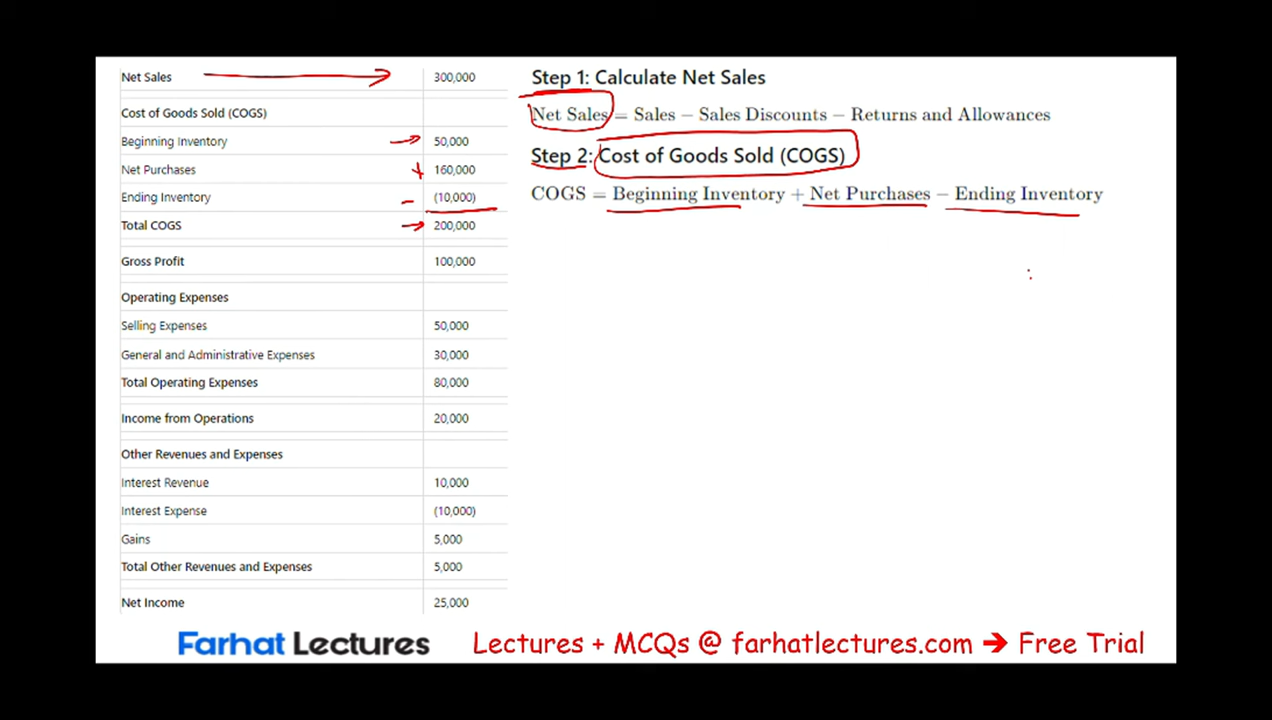 Net Sales 300,000
Cost of Goods Sold (COGS)
Beginning Inventory 50,000
Net Purchases 160,000
Ending Inventory (10,000)
Total COGS 200,000
Gross Profit 100,000
Operating Expenses
Selling Expenses 50,000
General and Administrative Expenses 30,000
Total Operating Expenses 80,000
Income from Operations 20,000
Other Revenues and Expenses
Interest Revenue 10,000
Interest Expense (10,000)
Gains 5,000
Total Other Revenues and Expenses 5,000
Net Income 25,000
Step 1: Calculate Net Sales
Net Sales = Sales − Sales Discounts − Returns and Allowances
Step 2: Cost of Goods Sold (COGS)
COGS = Beginning Inventory + Net Purchases − Ending Inventory
Farhat Lectures Lectures + MCQs @ farhatlectures.com ➔ Free Trial